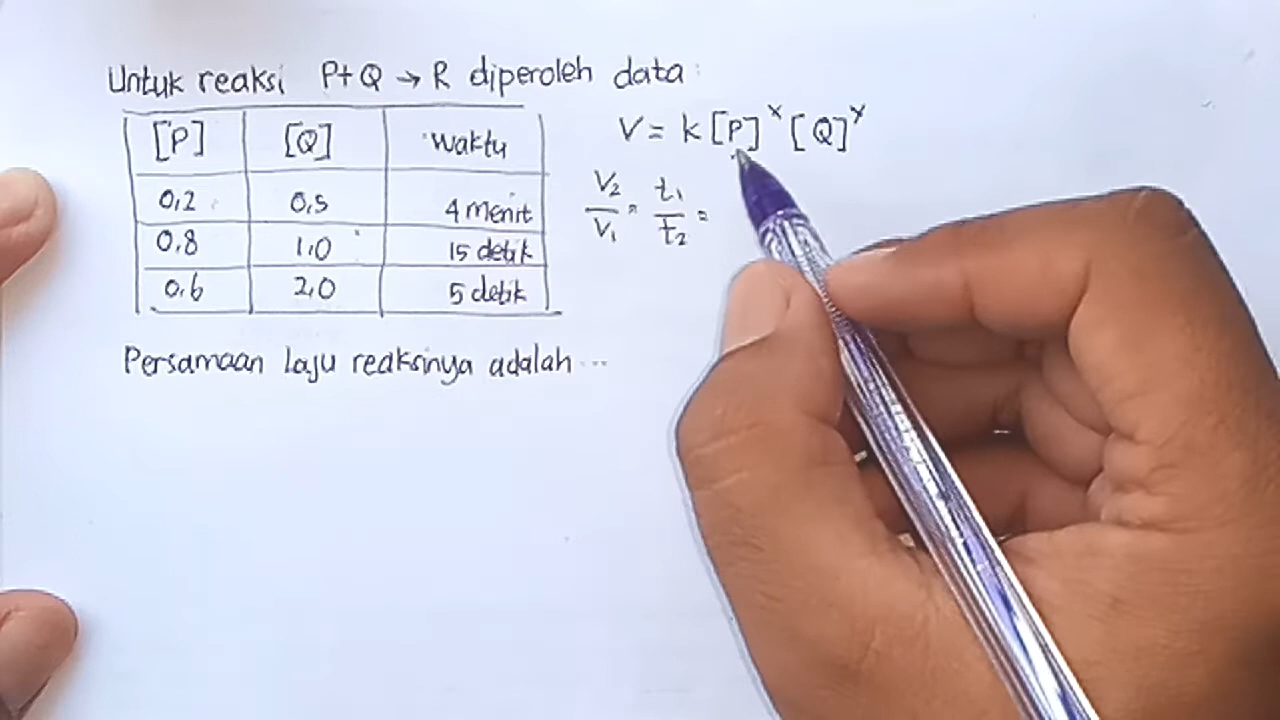 Untuk reaksi P+Q → R diperoleh data:
[P] [Q] waktu
0,2 0,5 4 menit
0,8 1,0 15 detik
0,6 2,0 5 detik
Persamaan laju reaksinya adalah ...
V = k [P]^x [Q]^y
V₂/V₁ = t₁/t₂ =